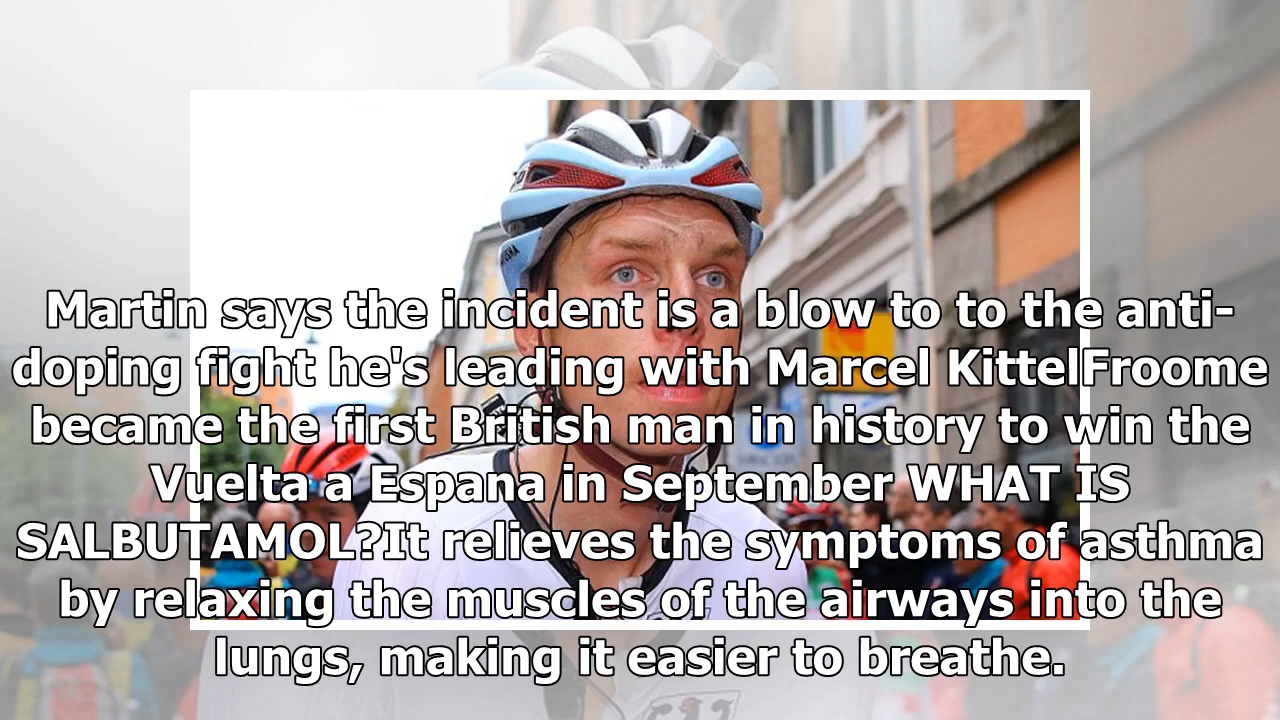 Martin says the incident is a blow to to the anti-
doping fight he's leading with Marcel KittelFroome
became the first British man in history to win the
Vuelta a Espana in September WHAT IS
SALBUTAMOL?It relieves the symptoms of asthma
by relaxing the muscles of the airways into the
lungs, making it easier to breathe.